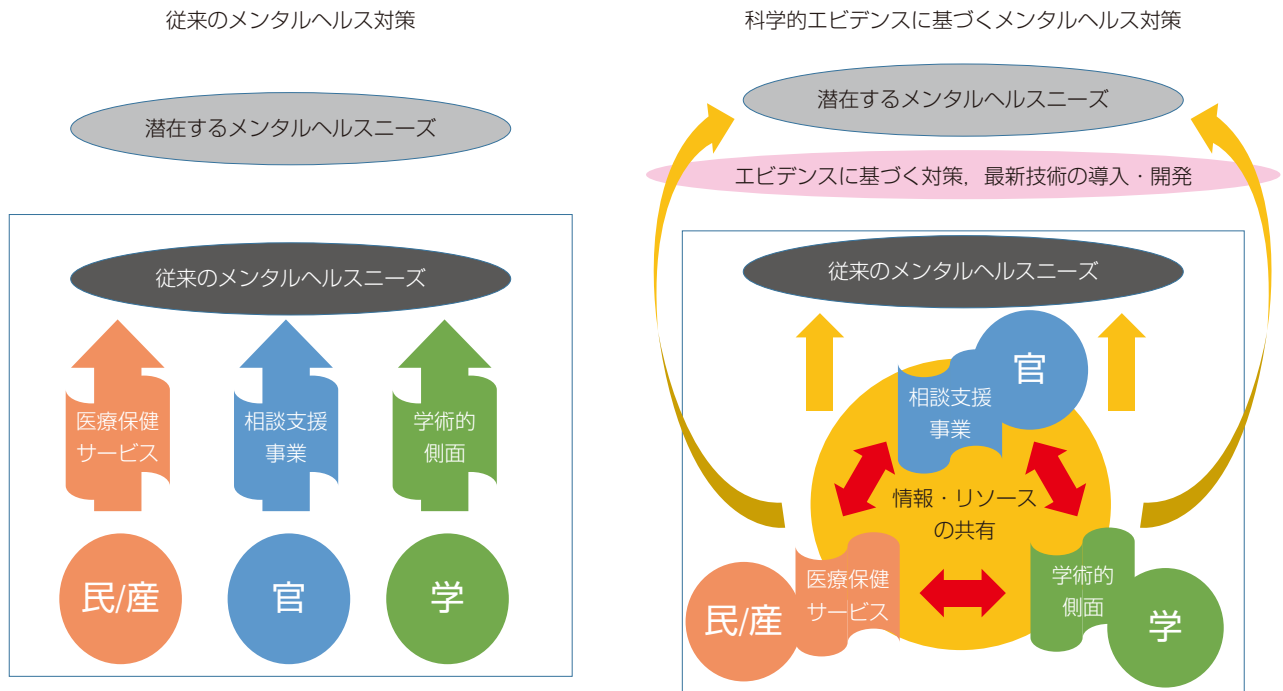 従来のメンタルヘルス対策
潜在するメンタルヘルスニーズ
従来のメンタルヘルスニーズ
医療保健
サービス
相談支援
事業
学術的
側面
民/産
官
学
科学的エビデンスに基づくメンタルヘルス対策
潜在するメンタルヘルスニーズ
エビデンスに基づく対策，最新技術の導入・開発
従来のメンタルヘルスニーズ
官
相談支援
事業
情報・リソース
の共有
民/産
医療保健
サービス
学術的
側面
学